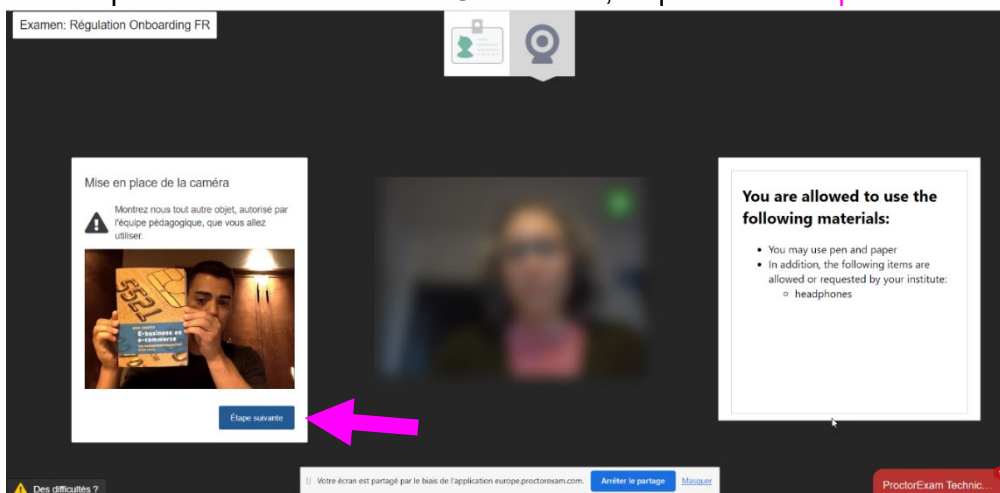 Examen: Régulation Onboarding FR
Mise en place de la caméra
Montrez nous tout autre objet, autorisé par
l'équipe pédagogique, que vous allez
utiliser.
5521
E-business en
e-commerce
Étape suivante
You are allowed to use the
following materials:
You may use pen and paper
In addition, the following items are
allowed or requested by your institute:
headphones
Des difficultés ?
Votre écran est partagé par le biais de l'application europe.proctorexam.com.
Arrêter le partage
Masquer
ProctorExam Technic...